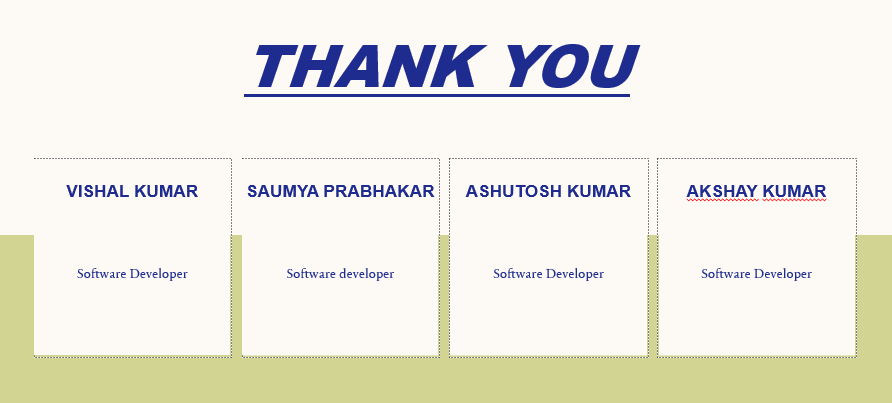 THANK YOU
VISHAL KUMAR
SAUMYA PRABHAKAR
ASHUTOSH KUMAR
AKSHAY KUMAR
Software Developer
Software developer
Software Developer
Software Developer